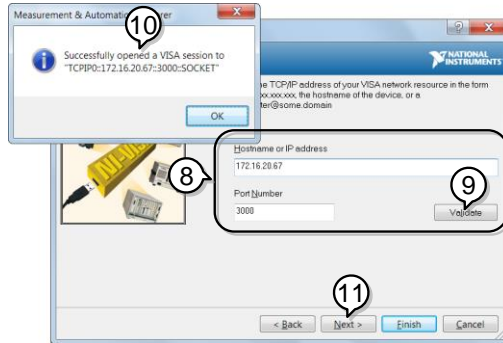 Measurement & Automation
Successfully opened a VISA session to
"TCPIP0::172.16.20.67::3000::SOCKET"
OK
10
NATIONAL
INSTRUMENTS
TCP/IP address of your VISA network resource in the form
xx.xxx.xxx, the hostname of the device, or a
@some.domain
Hostname or IP address
172.16.20.67
8
Port Number
3000
9
Validate
11
< Back
Next >
Finish
Cancel
NI-VISA